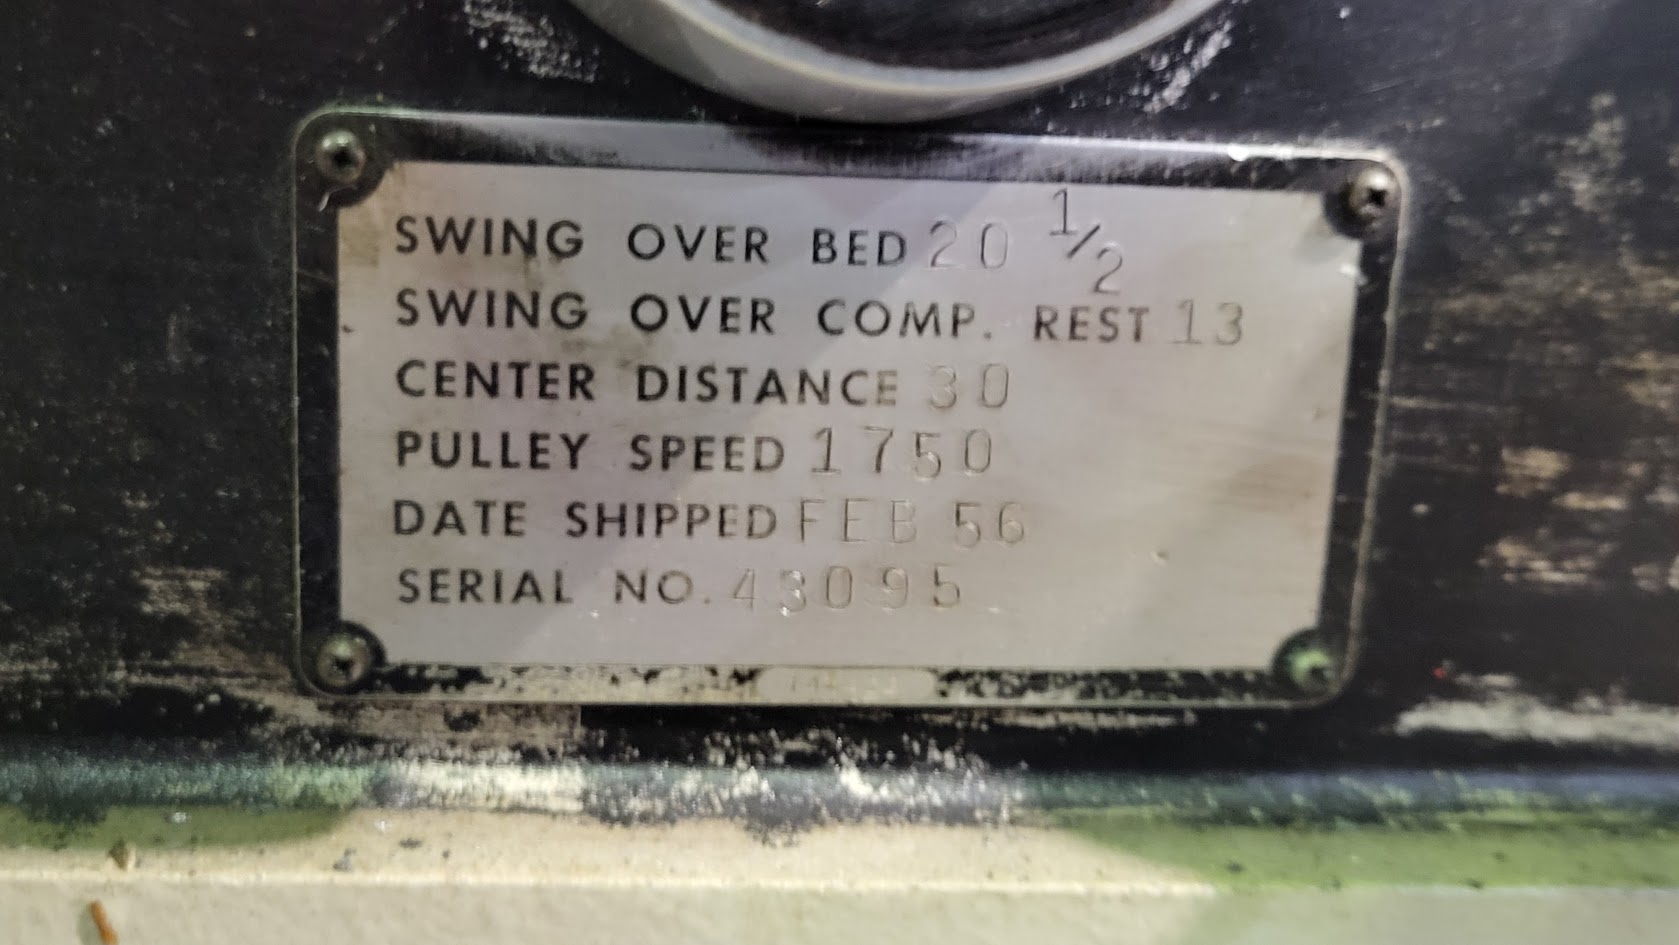 SWING OVER BED 20 1/2
SWING OVER COMP. REST 13
CENTER DISTANCE 30
PULLEY SPEED 1750
DATE SHIPPED FEB 56
SERIAL NO. 43095